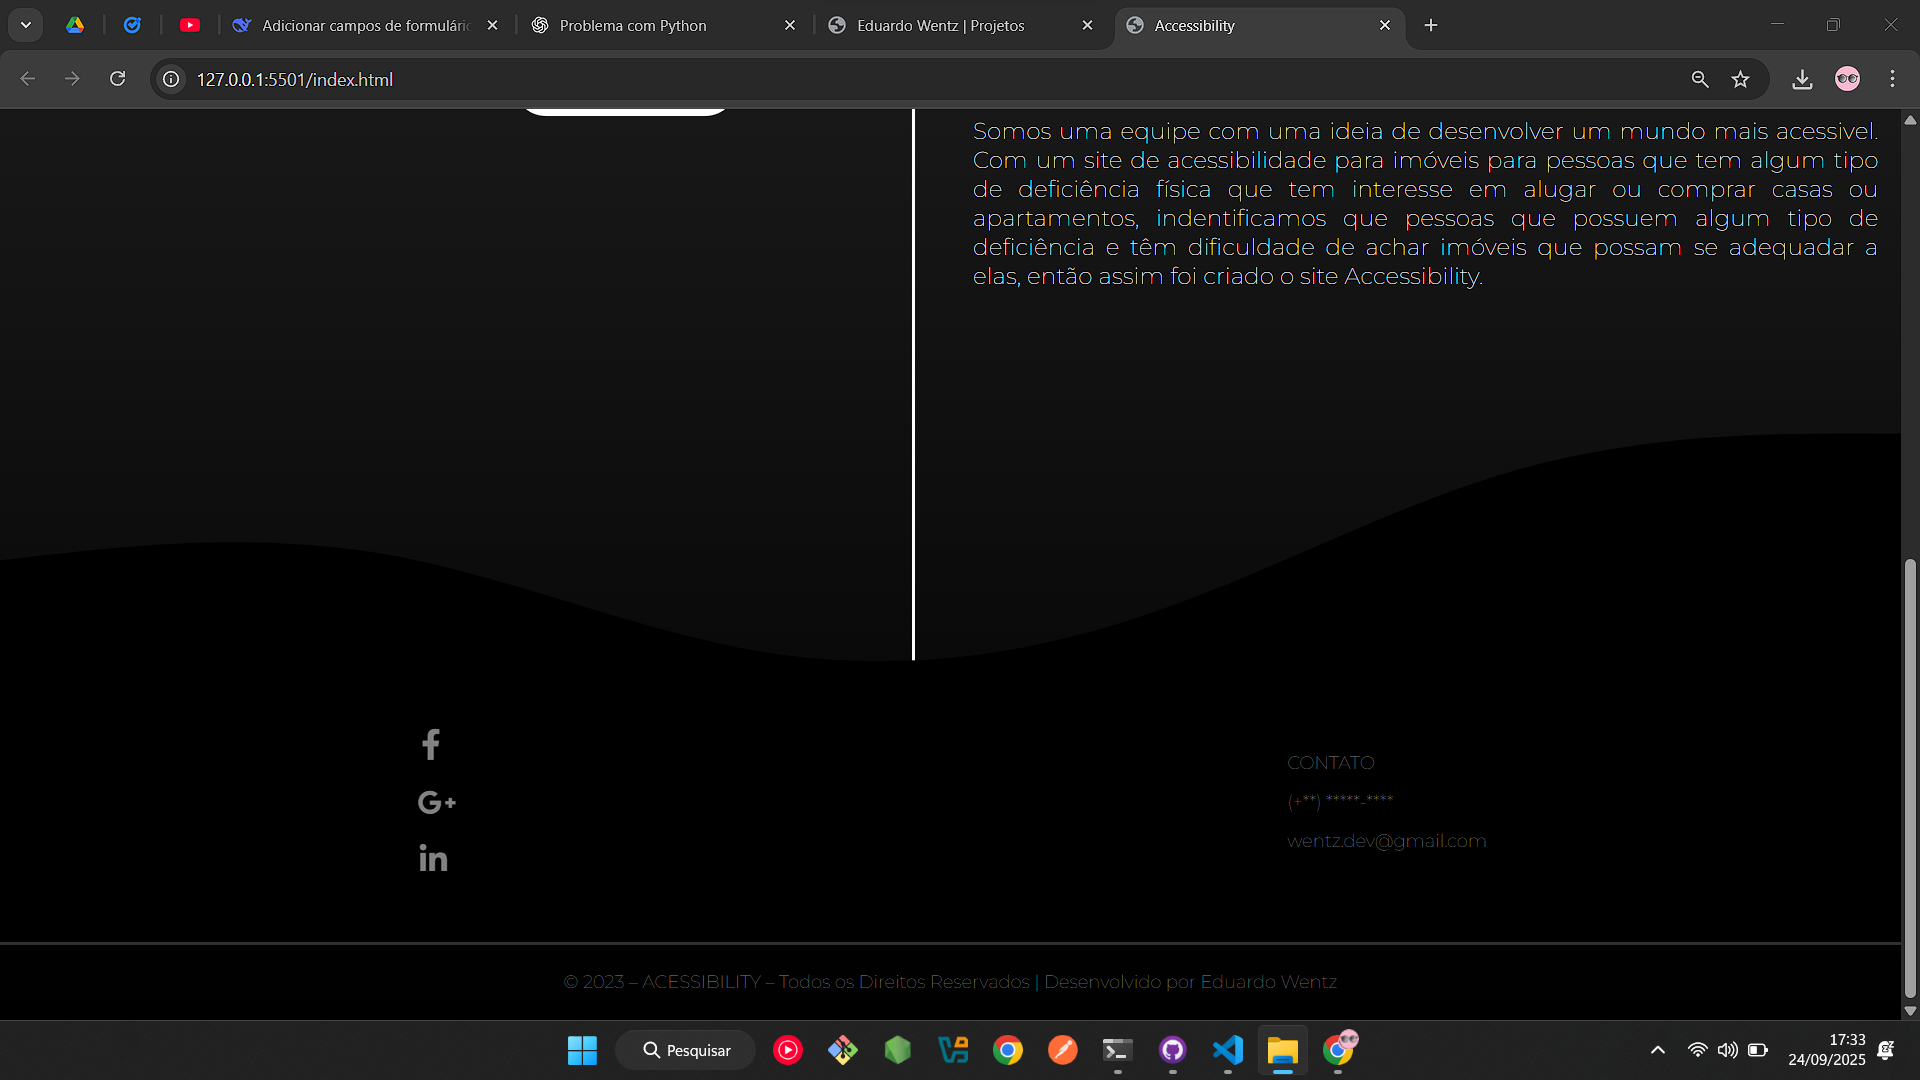 Adicionar campos de formulári
Problema com Python
Eduardo Wentz | Projetos
Accessibility
127.0.0.1:5501/index.html
Somos uma equipe com uma ideia de desenvolver um mundo mais acessivel.
Com um site de acessibilidade para imóveis para pessoas que tem algum tipo
de deficiência física que tem interesse em alugar ou comprar casas ou
apartamentos, indentificamos que pessoas que possuem algum tipo de
deficiência e têm dificuldade de achar imóveis que possam se adequadar a
elas, então assim foi criado o site Accessibility.
CONTATO
(+**) *****-****
wentz.dev@gmail.com
© 2023 – ACESSIBILITY – Todos os Direitos Reservados | Desenvolvido por Eduardo Wentz
Pesquisar
17:33
24/09/2025